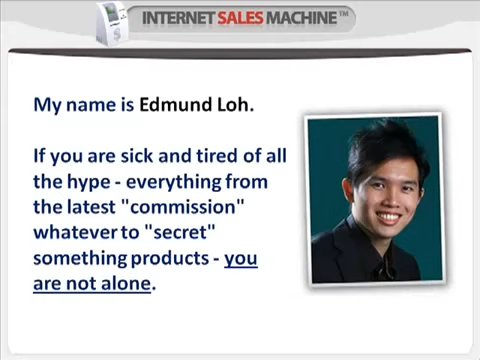 INTERNET SALES MACHINE™
My name is Edmund Loh.
If you are sick and tired of all
the hype - everything from
the latest "commission"
whatever to "secret"
something products - you
are not alone.